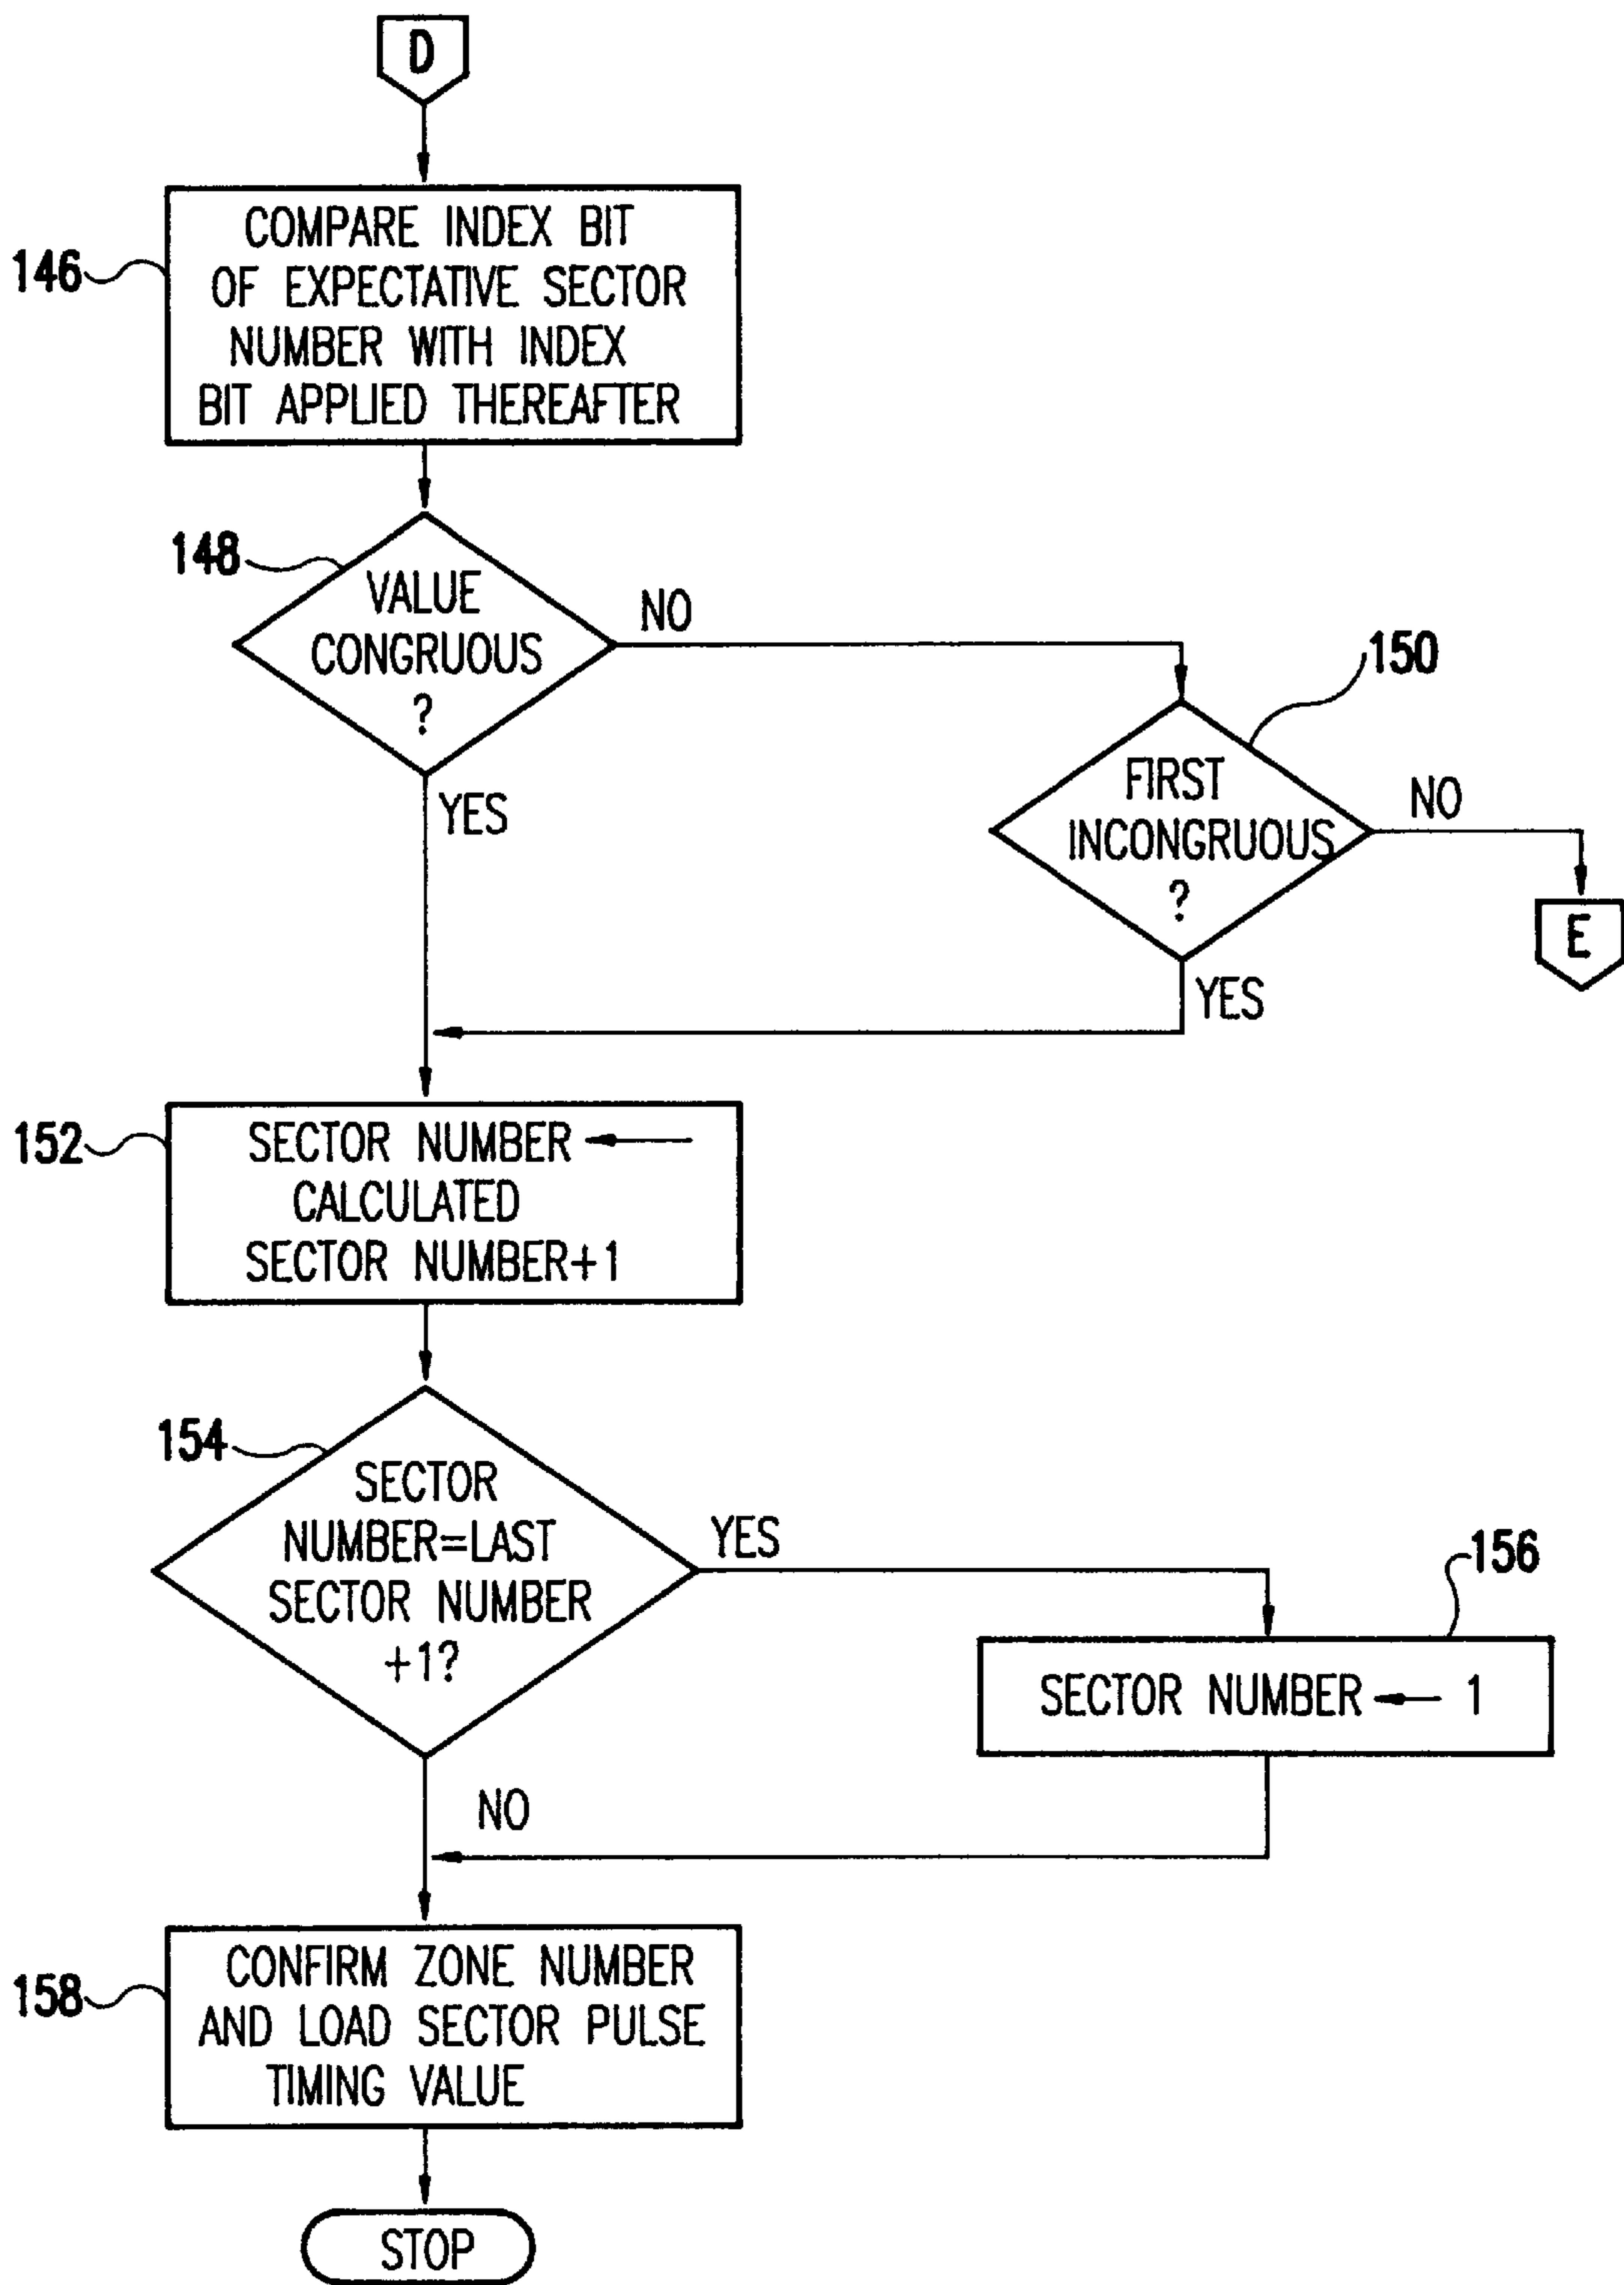 D
COMPARE INDEX BIT
OF EXPECTATIVE SECTOR
NUMBER WITH INDEX
BIT APPLIED THEREAFTER
146
148
VALUE
CONGRUOUS
?
NO
YES
150
FIRST
INCONGRUOUS
?
NO
YES
E
152
SECTOR NUMBER ←
CALCULATED
SECTOR NUMBER+1
154
SECTOR
NUMBER=LAST
SECTOR NUMBER
+1?
YES
NO
156
SECTOR NUMBER ← 1
158
CONFIRM ZONE NUMBER
AND LOAD SECTOR PULSE
TIMING VALUE
STOP